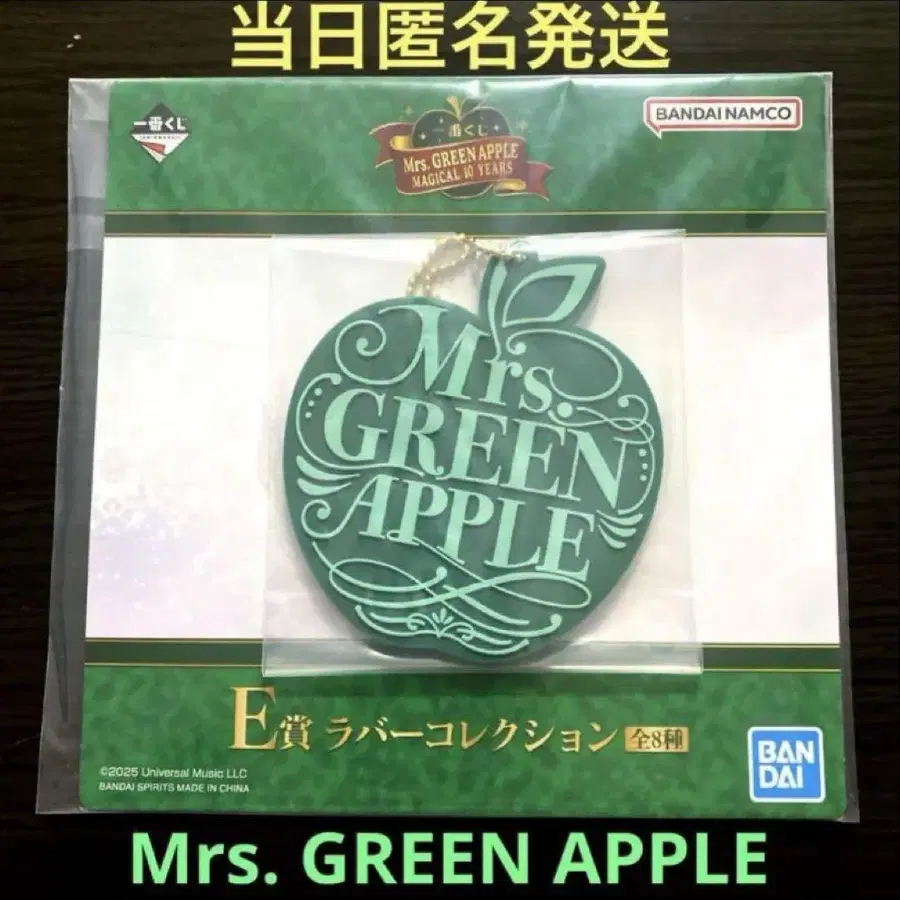 当日匿名発送
一番くじ
BANDAI NAMCO
一番くじ
Mrs. GREEN APPLE
MAGICAL 10 YEARS
Mrs.
GREEN
APPLE
E賞 ラバーコレクション 全8種
©2025 Universal Music LLC
BANDAI SPIRITS MADE IN CHINA
BAN
DAI
Mrs. GREEN APPLE